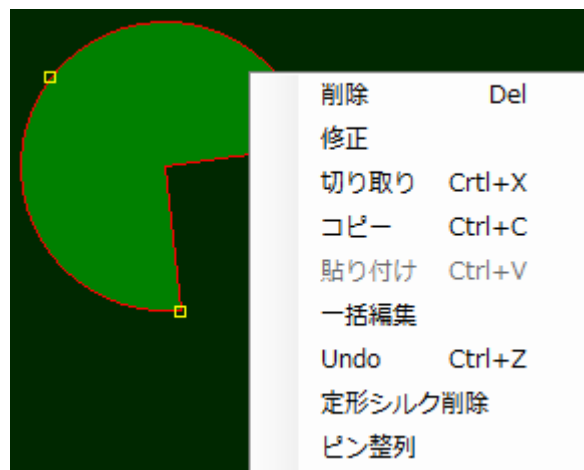 削除 Del
修正
切り取り Crtl+X
コピー Ctrl+C
貼り付け Ctrl+V
一括編集
Undo Ctrl+Z
定形シルク削除
ピン整列